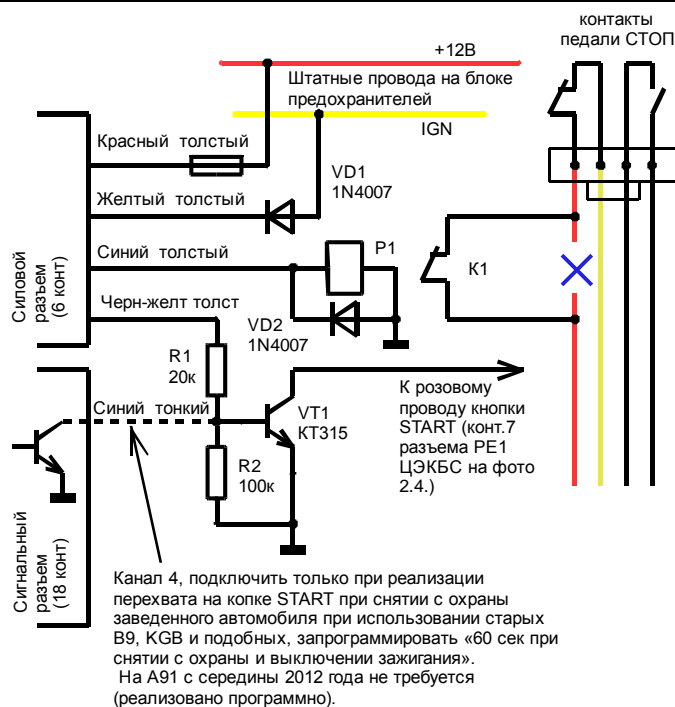 контакты
педали СТОП
+12В
Штатные провода на блоке
предохранителей
IGN
Красный толстый
VD1
1N4007
Желтый толстый
Синий толстый
P1
К1
Силовой
разъем
(6 конт)
Черн-желт толст
VD2
1N4007
R1
20к
Синий тонкий
VT1
КТ315
К розовому
проводу кнопки
START (конт.7
разъема PE1
ЦЭКБС на фото
2.4.)
R2
100к
Сигнальный
разъем
(18 конт)
Канал 4, подключить только при реализации
перехвата на копке START при снятии с охраны
заведенного автомобиля при использовании старых
B9, KGB и подобных, запрограммировать «60 сек при
снятии с охраны и выключении зажигания».
На А91 с середины 2012 года не требуется
(реализовано программно).